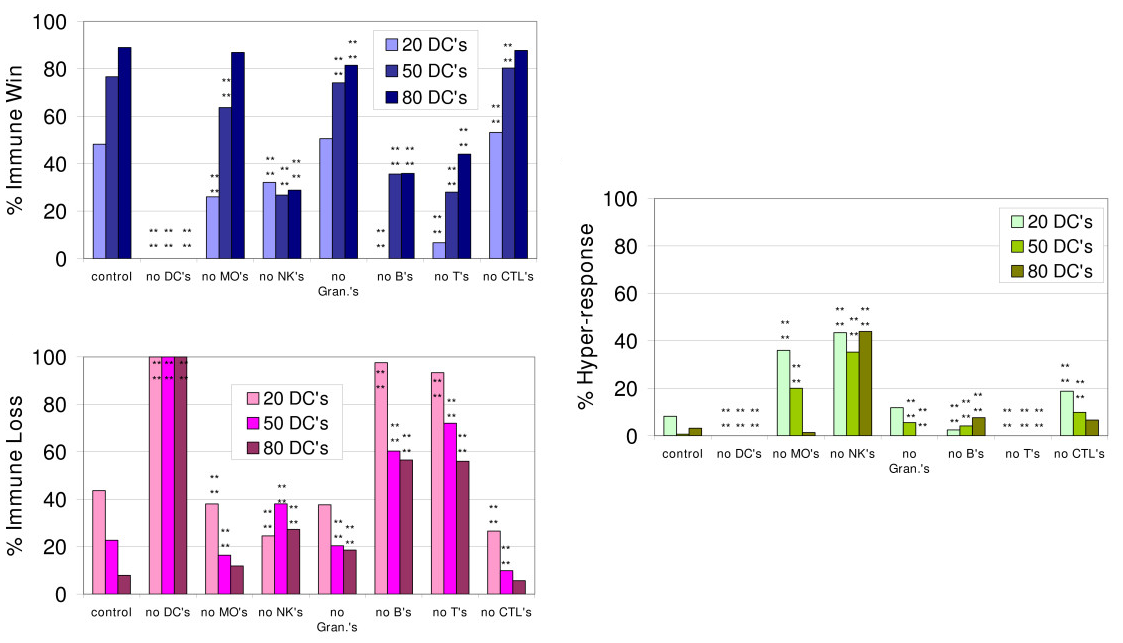 100
80
60
40
20
0
% Immune Win
20 DC's
50 DC's
80 DC's
** ** ** ** ** ** ** ** ** ** ** ** ** ** ** ** **
** ** ** ** ** ** ** ** ** ** ** ** ** ** ** ** **
control no DC's no MO's no NK's no Gran.'s no B's no T's no CTL's
100
80
60
40
20
0
% Immune Loss
20 DC's
50 DC's
80 DC's
control no DC's no MO's no NK's no Gran.'s no B's no T's no CTL's
100
80
60
40
20
0
% Hyper-response
20 DC's
50 DC's
80 DC's
control no DC's no MO's no NK's no Gran.'s no B's no T's no CTL's